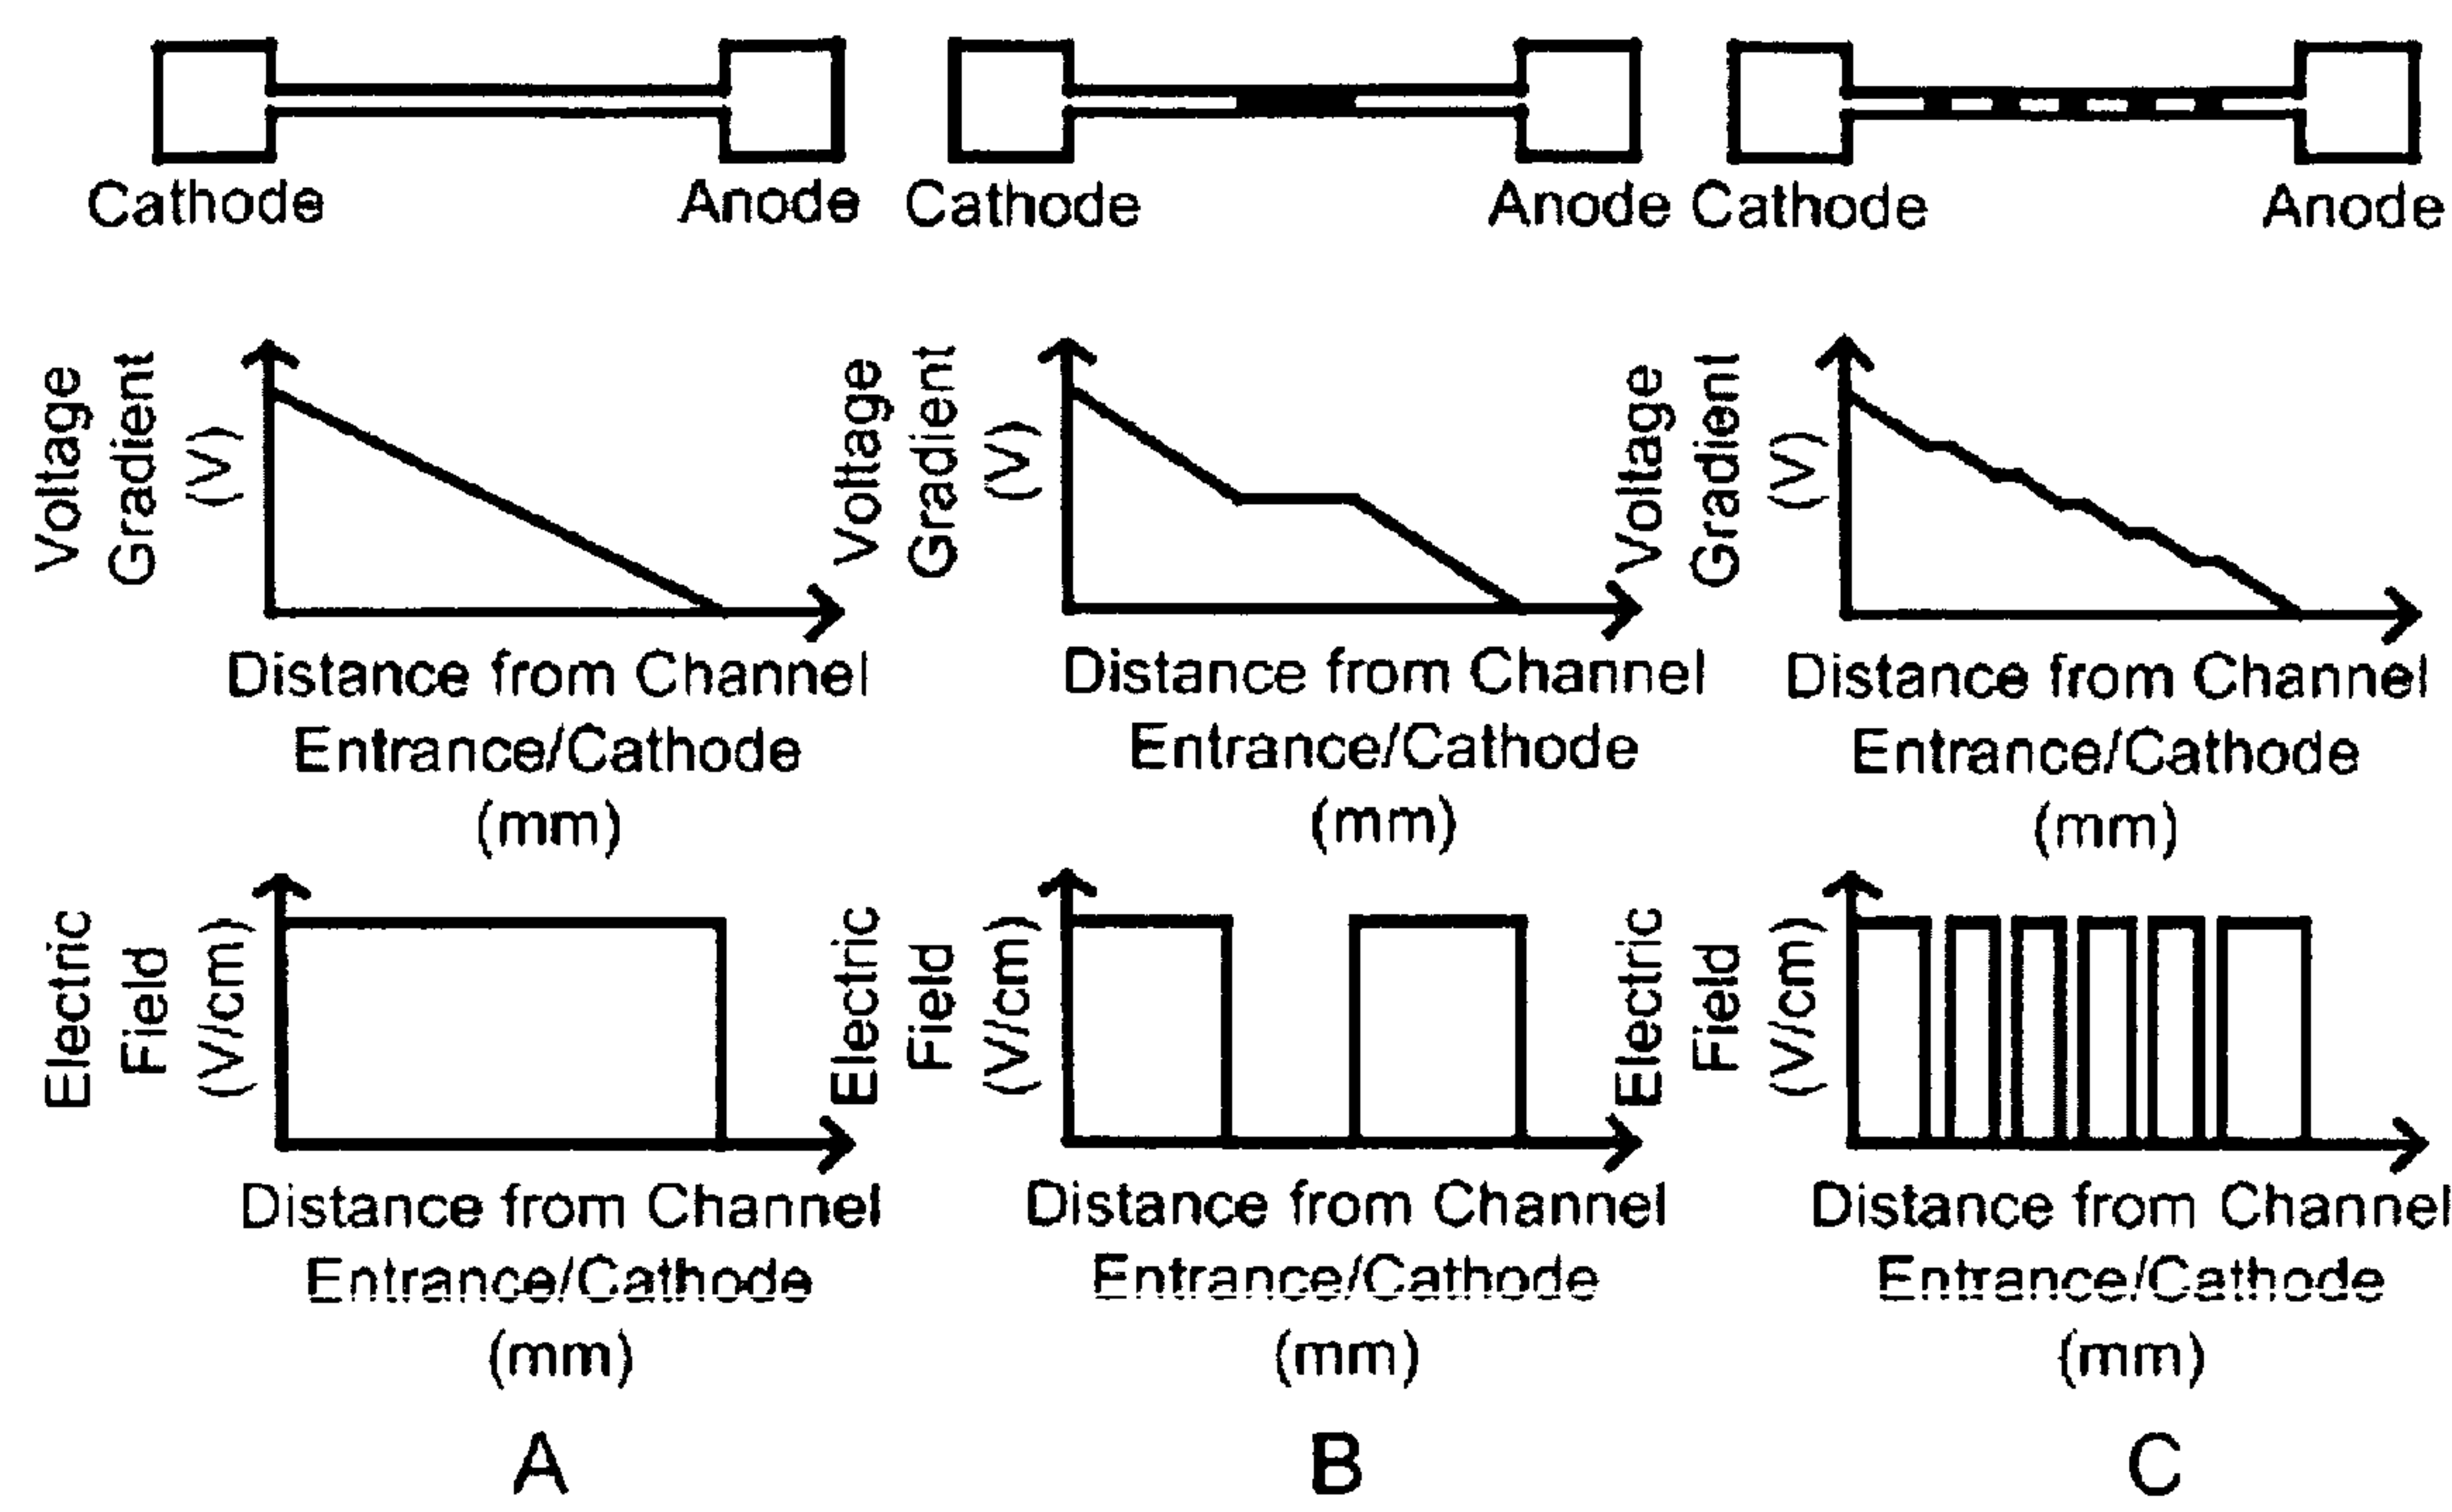 Cathode
Anode
Cathode
Anode
Cathode
Anode
Voltage
Gradient
(V)
Distance from Channel
Entrance/Cathode
(mm)
Voltage
Gradient
(V)
Distance from Channel
Entrance/Cathode
(mm)
Voltage
Gradient
(V)
Distance from Channel
Entrance/Cathode
(mm)
Electric
Field
(V/cm)
Distance from Channel
Entrance/Cathode
(mm)
Electric
Field
(V/cm)
Distance from Channel
Entrance/Cathode
(mm)
Electric
Field
(V/cm)
Distance from Channel
Entrance/Cathode
(mm)
A
B
C